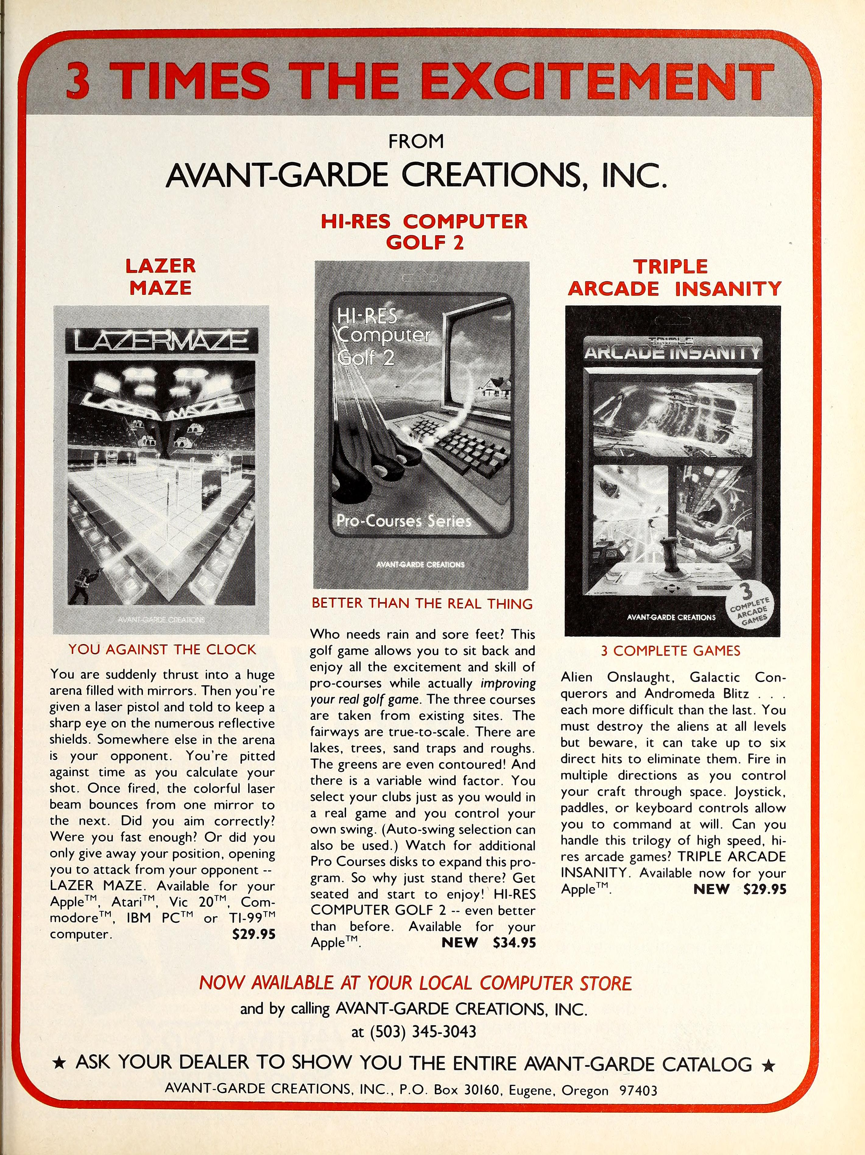 3 TIMES THE EXCITEMENT
FROM
AVANT-GARDE CREATIONS, INC.
LAZER
MAZE
LAZERMAZE
LAZER MAZE
AVANT-GARDE CREATIONS
YOU AGAINST THE CLOCK
You are suddenly thrust into a huge
arena filled with mirrors. Then you're
given a laser pistol and told to keep a
sharp eye on the numerous reflective
shields. Somewhere else in the arena
is your opponent. You're pitted
against time as you calculate your
shot. Once fired, the colorful laser
beam bounces from one mirror to
the next. Did you aim correctly?
Were you fast enough? Or did you
only give away your position, opening
you to attack from your opponent --
LAZER MAZE. Available for your
Apple™, Atari™, Vic 20™, Com-
modore™, IBM PC™ or TI-99™
computer. $29.95
HI-RES COMPUTER
GOLF 2
HI-RES
Computer
Golf 2
Pro-Courses Series
AVANT-GARDE CREATIONS
BETTER THAN THE REAL THING
Who needs rain and sore feet? This
golf game allows you to sit back and
enjoy all the excitement and skill of
pro-courses while actually improving
your real golf game. The three courses
are taken from existing sites. The
fairways are true-to-scale. There are
lakes, trees, sand traps and roughs.
The greens are even contoured! And
there is a variable wind factor. You
select your clubs just as you would in
a real game and you control your
own swing. (Auto-swing selection can
also be used.) Watch for additional
Pro Courses disks to expand this pro-
gram. So why just stand there? Get
seated and start to enjoy! HI-RES
COMPUTER GOLF 2 -- even better
than before. Available for your
Apple™. NEW $34.95
TRIPLE
ARCADE INSANITY
TRIPLE
ARCADE INSANITY
AVANT-GARDE CREATIONS
3
COMPLETE
ARCADE
GAMES
3 COMPLETE GAMES
Alien Onslaught, Galactic Con-
querors and Andromeda Blitz . . .
each more difficult than the last. You
must destroy the aliens at all levels
but beware, it can take up to six
direct hits to eliminate them. Fire in
multiple directions as you control
your craft through space. Joystick,
paddles, or keyboard controls allow
you to command at will. Can you
handle this trilogy of high speed, hi-
res arcade games? TRIPLE ARCADE
INSANITY. Available now for your
Apple™. NEW $29.95
NOW AVAILABLE AT YOUR LOCAL COMPUTER STORE
and by calling AVANT-GARDE CREATIONS, INC.
at (503) 345-3043
★ ASK YOUR DEALER TO SHOW YOU THE ENTIRE AVANT-GARDE CATALOG ★
AVANT-GARDE CREATIONS, INC., P.O. Box 30160, Eugene, Oregon 97403